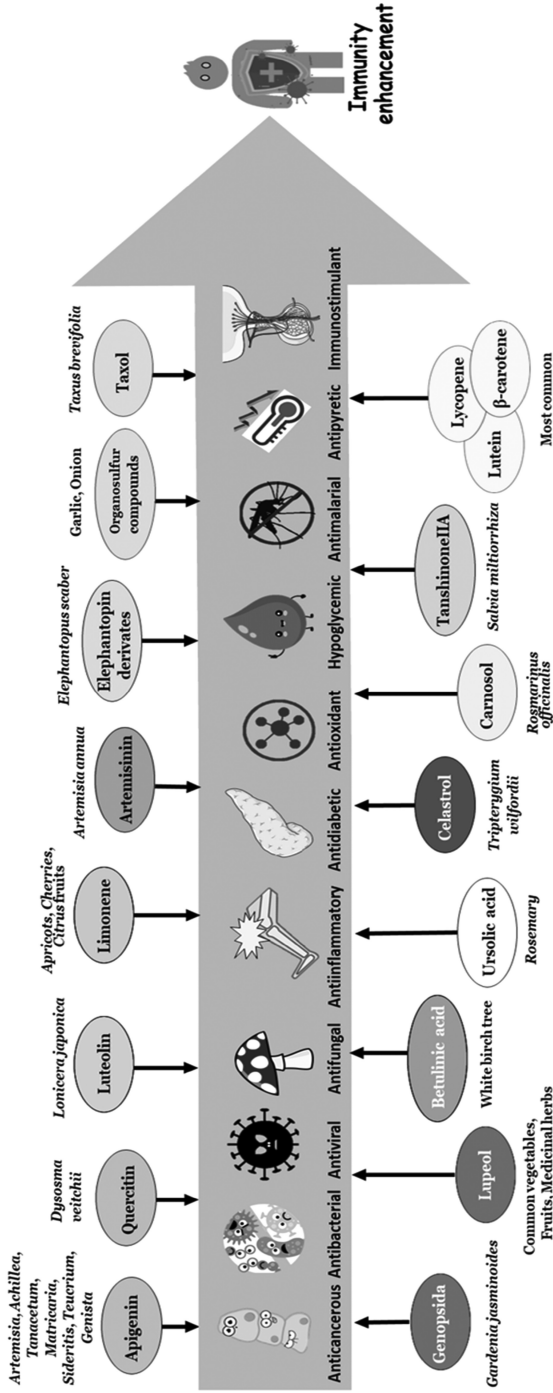 Artemisia, Achillea,
Tanacetum,
Matricaria,
Sideritis, Teucrium,
Genista
Apigenin
Dysosma
veitchii
Quercitin
Lonicera japonica
Luteolin
Apricots, Cherries,
Citrus fruits
Limonene
Artemisia annua
Artemisinin
Elephantopus scaber
Elephantopin
derivates
Garlic, Onion
Organosulfur
compounds
Taxus brevifolia
Taxol
Anticancerous
Antibacterial
Antiviral
Antifungal
Antiinflammatory
Antidiabetic
Antioxidant
Hypoglycemic
Antimalarial
Antipyretic
Immunostimulant
Immunity
enhancement
Genopsida
Gardenia jasminoides
Lupeol
Common vegetables,
Fruits, Medicinal herbs
Betulinic acid
White birch tree
Ursolic acid
Rosemary
Celastrol
Tripterygium
wilfordii
Carnosol
Rosmarinus
officinalis
TanshinoneIIA
Salvia miltiorrhiza
Lycopene
Lutein
β-carotene
Most common